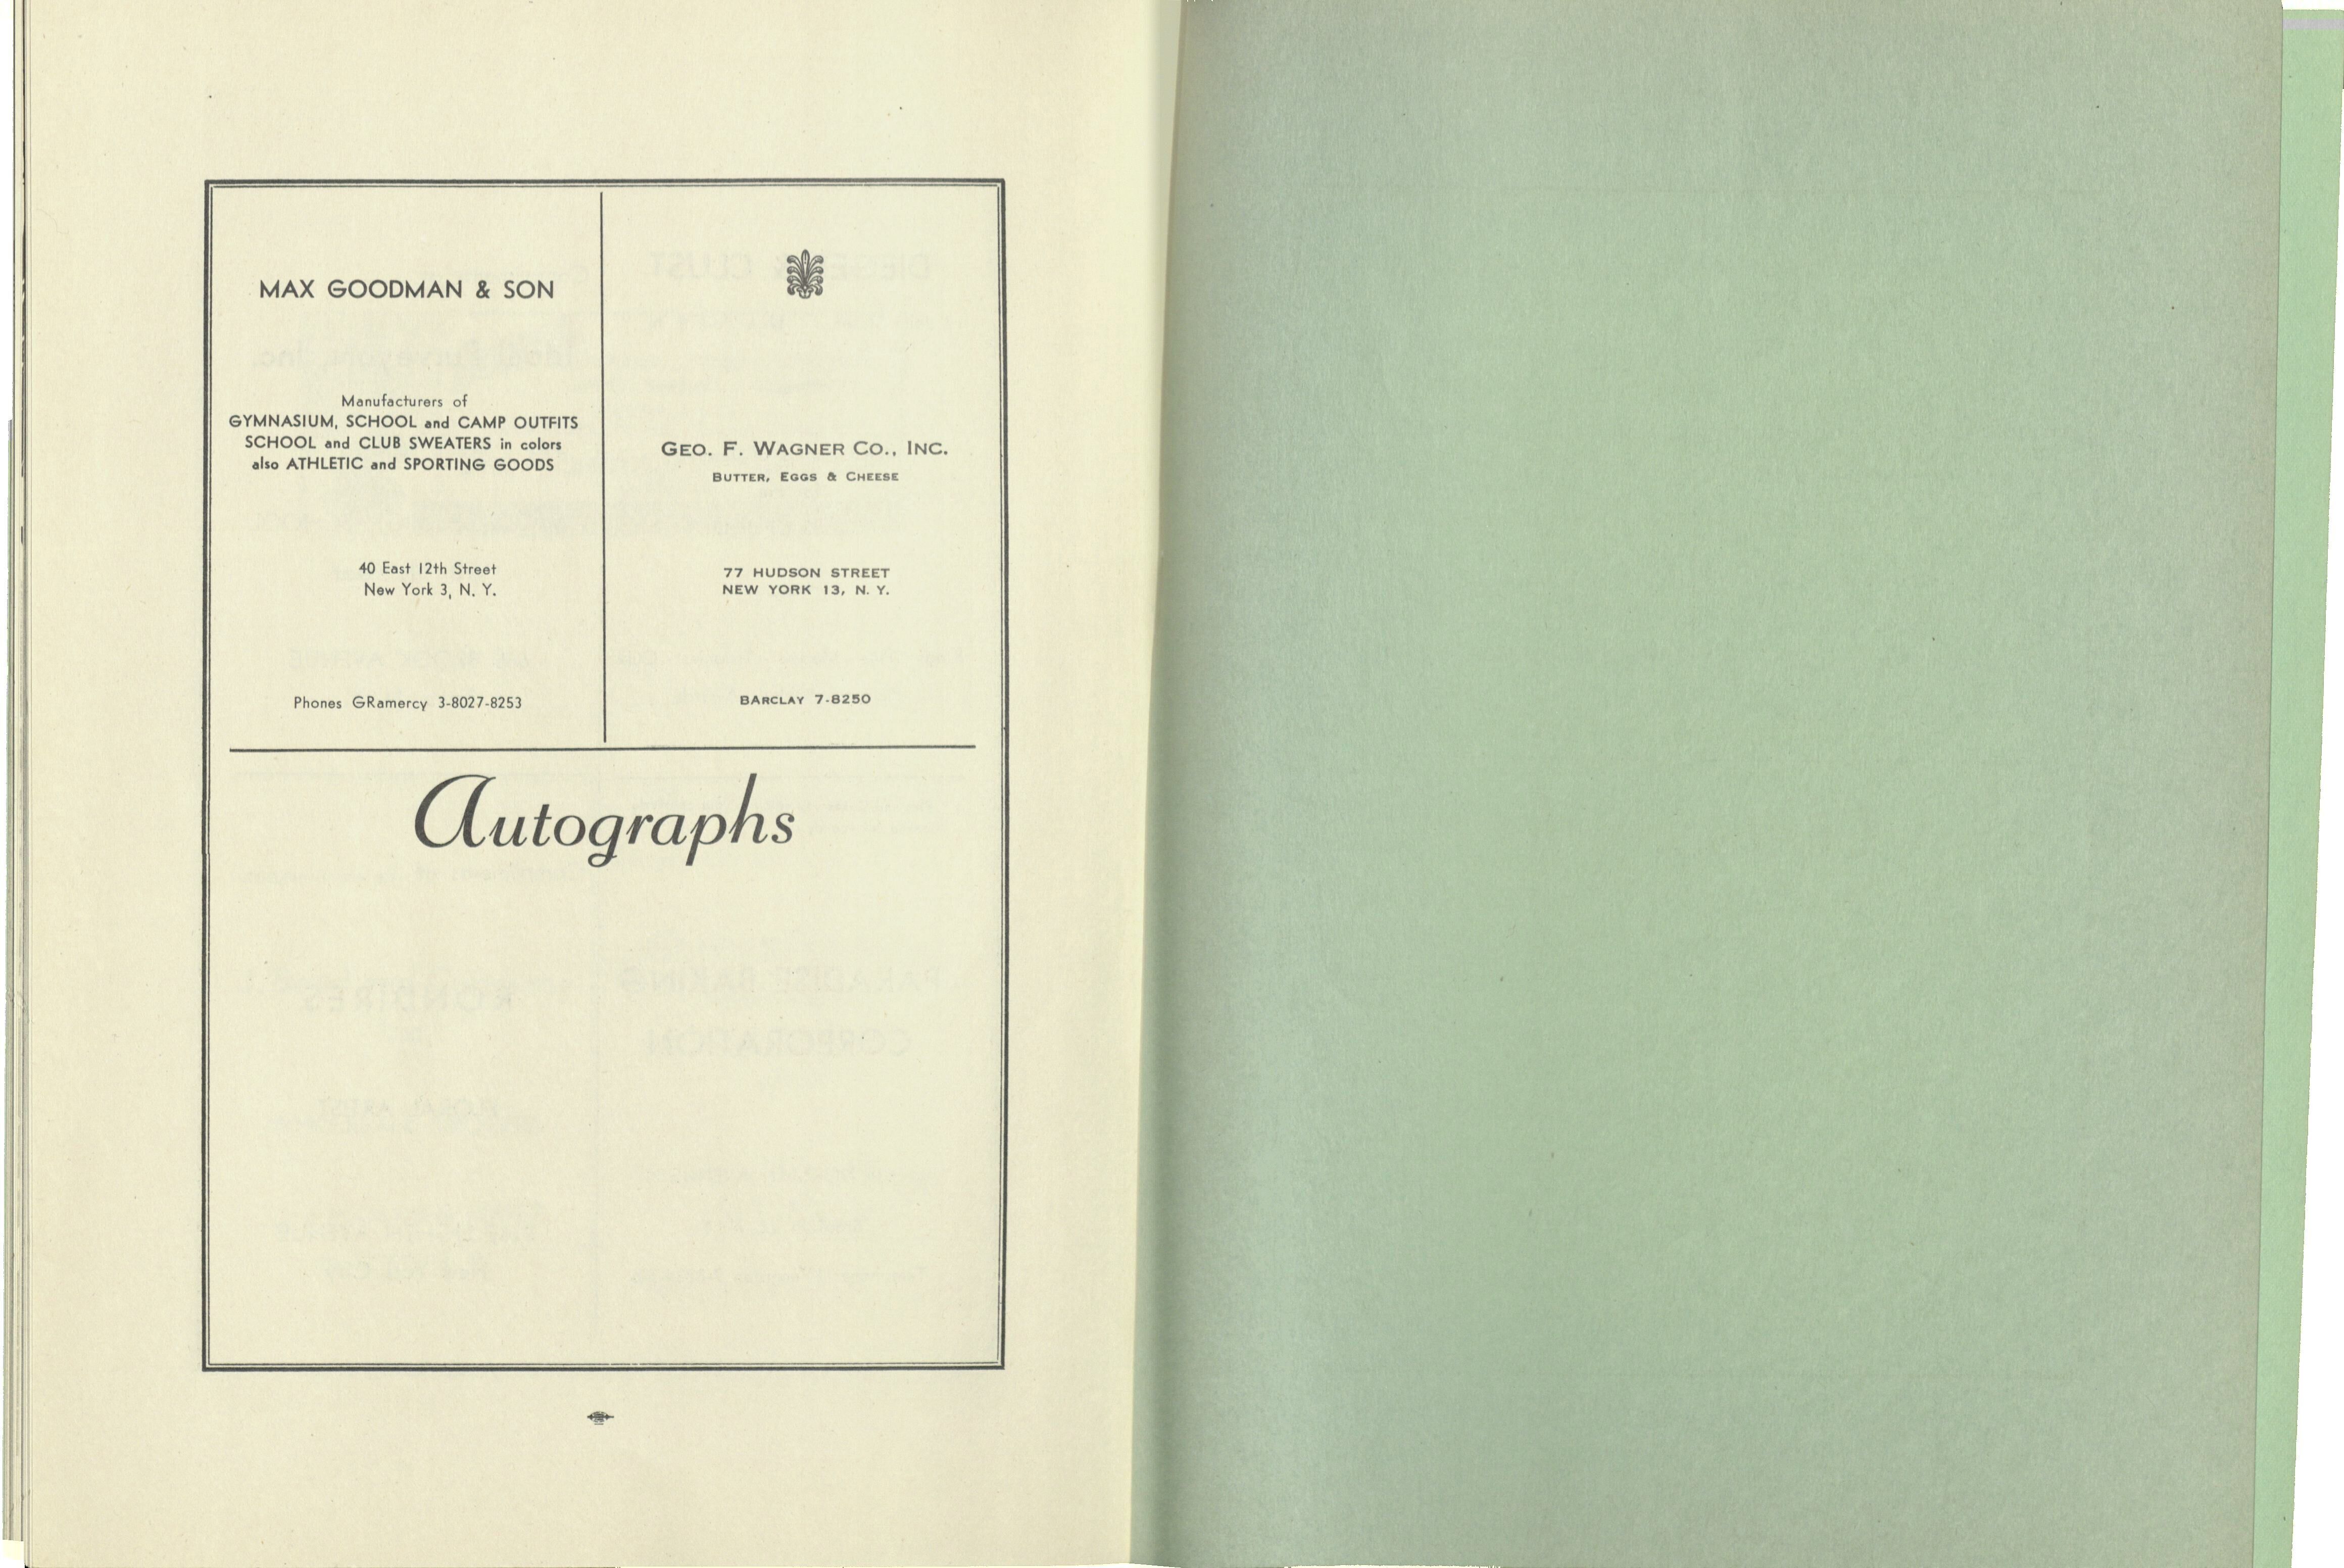 MAX GOODMAN & SON
Manufacturers of
GYMNASIUM, SCHOOL and CAMP OUTFITS
SCHOOL and CLUB SWEATERS in colors
also ATHLETIC and SPORTING GOODS
40 East 12th Street
New York 3, N. Y.
Phones GRamercy 3-8027-8253
GEO. F. WAGNER CO., INC.
BUTTER, EGGS & CHEESE
77 HUDSON STREET
NEW YORK 13, N. Y.
BARCLAY 7-8250
Autographs